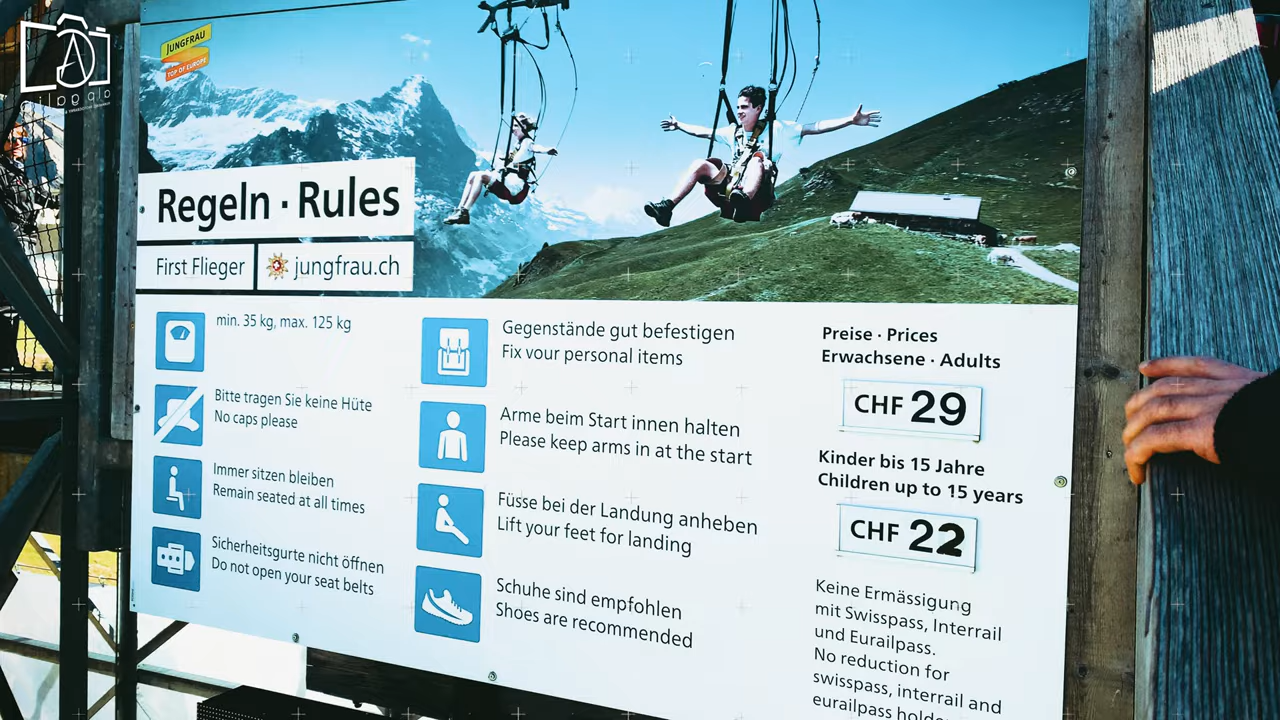 JUNGFRAU
TOP OF EUROPE
Regeln · Rules
First Flieger
jungfrau.ch
min. 35 kg, max. 125 kg
Bitte tragen Sie keine Hüte
No caps please
Immer sitzen bleiben
Remain seated at all times
Sicherheitsgurte nicht öffnen
Do not open your seat belts
Gegenstände gut befestigen
Fix your personal items
Arme beim Start innen halten
Please keep arms in at the start
Füsse bei der Landung anheben
Lift your feet for landing
Schuhe sind empfohlen
Shoes are recommended
Preise · Prices
Erwachsene · Adults
CHF 29
Kinder bis 15 Jahre
Children up to 15 years
CHF 22
Keine Ermässigung
mit Swisspass, Interrail
und Eurailpass.
No reduction for
swisspass, interrail and
eurailpass